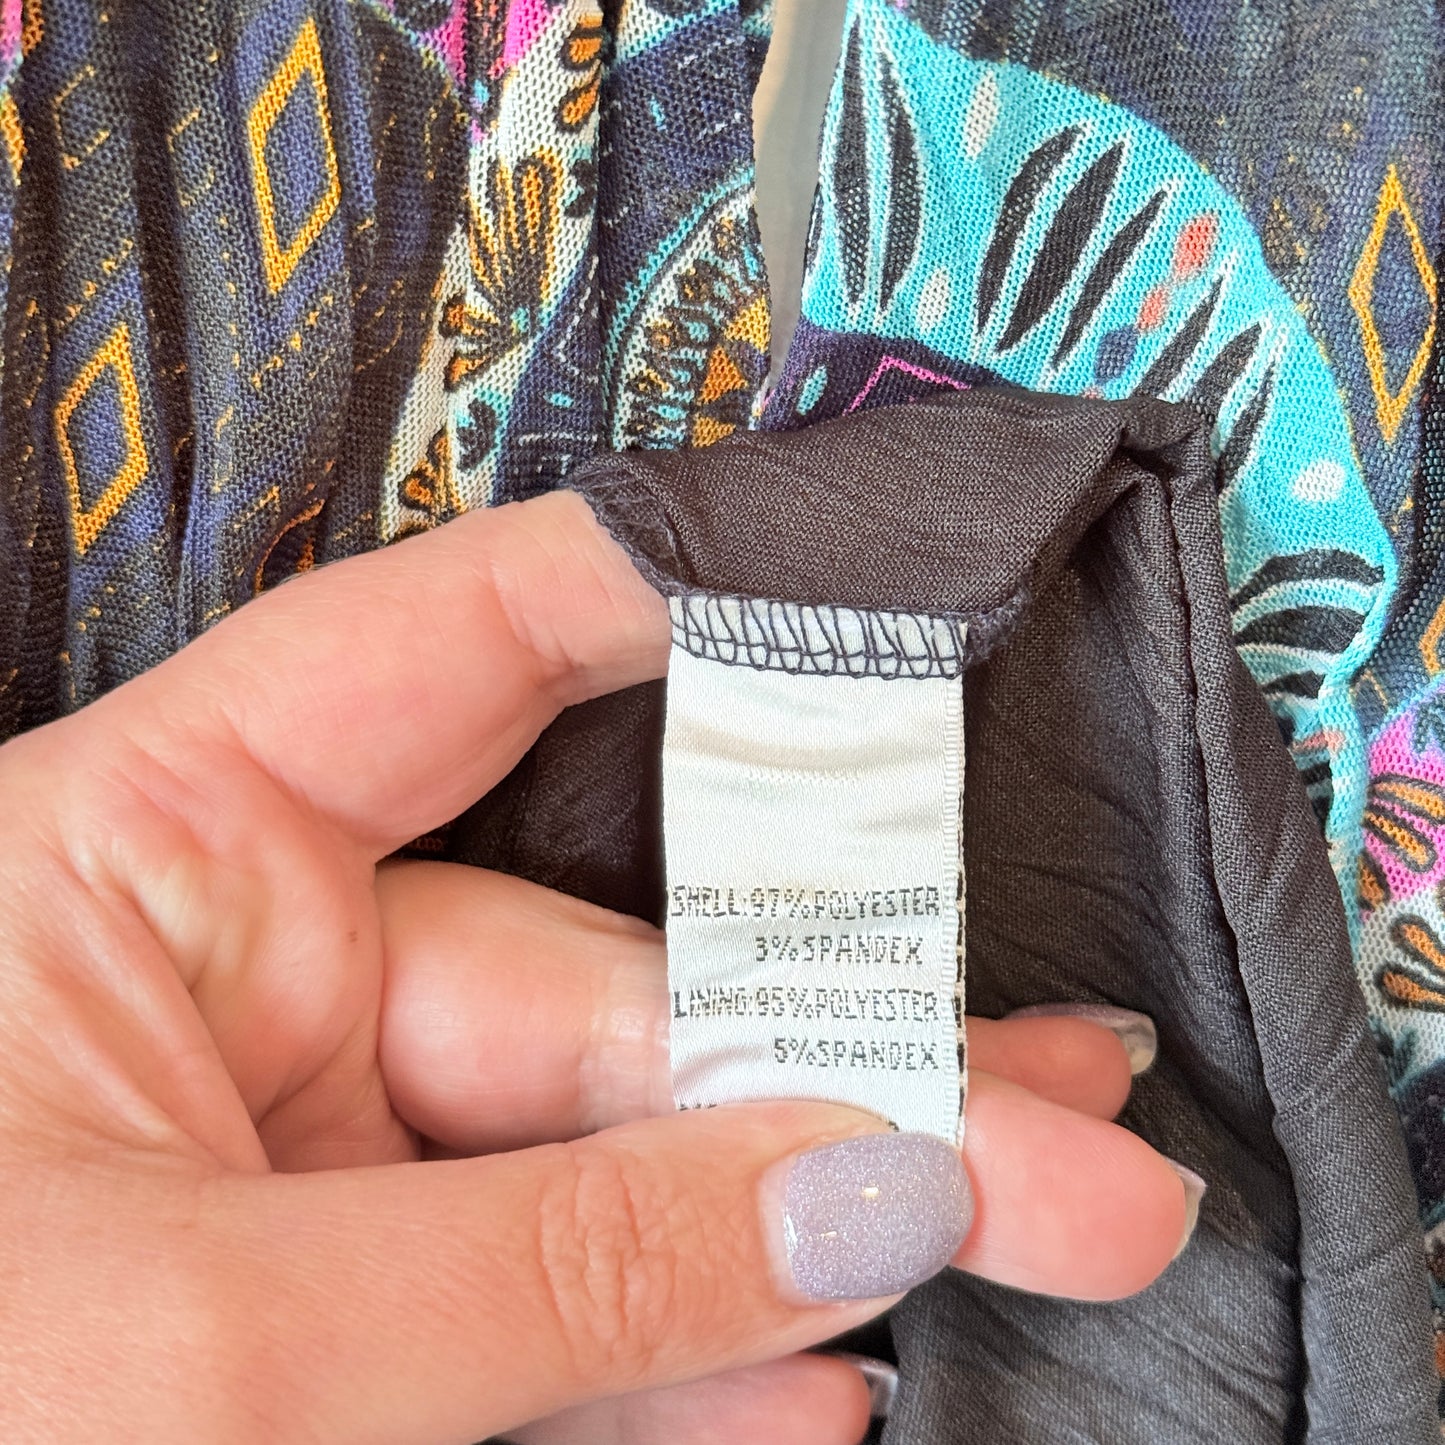 SHELL:97%POLYESTER
3%SPANDEX
LINING:95%POLYESTER
5%SPANDEX